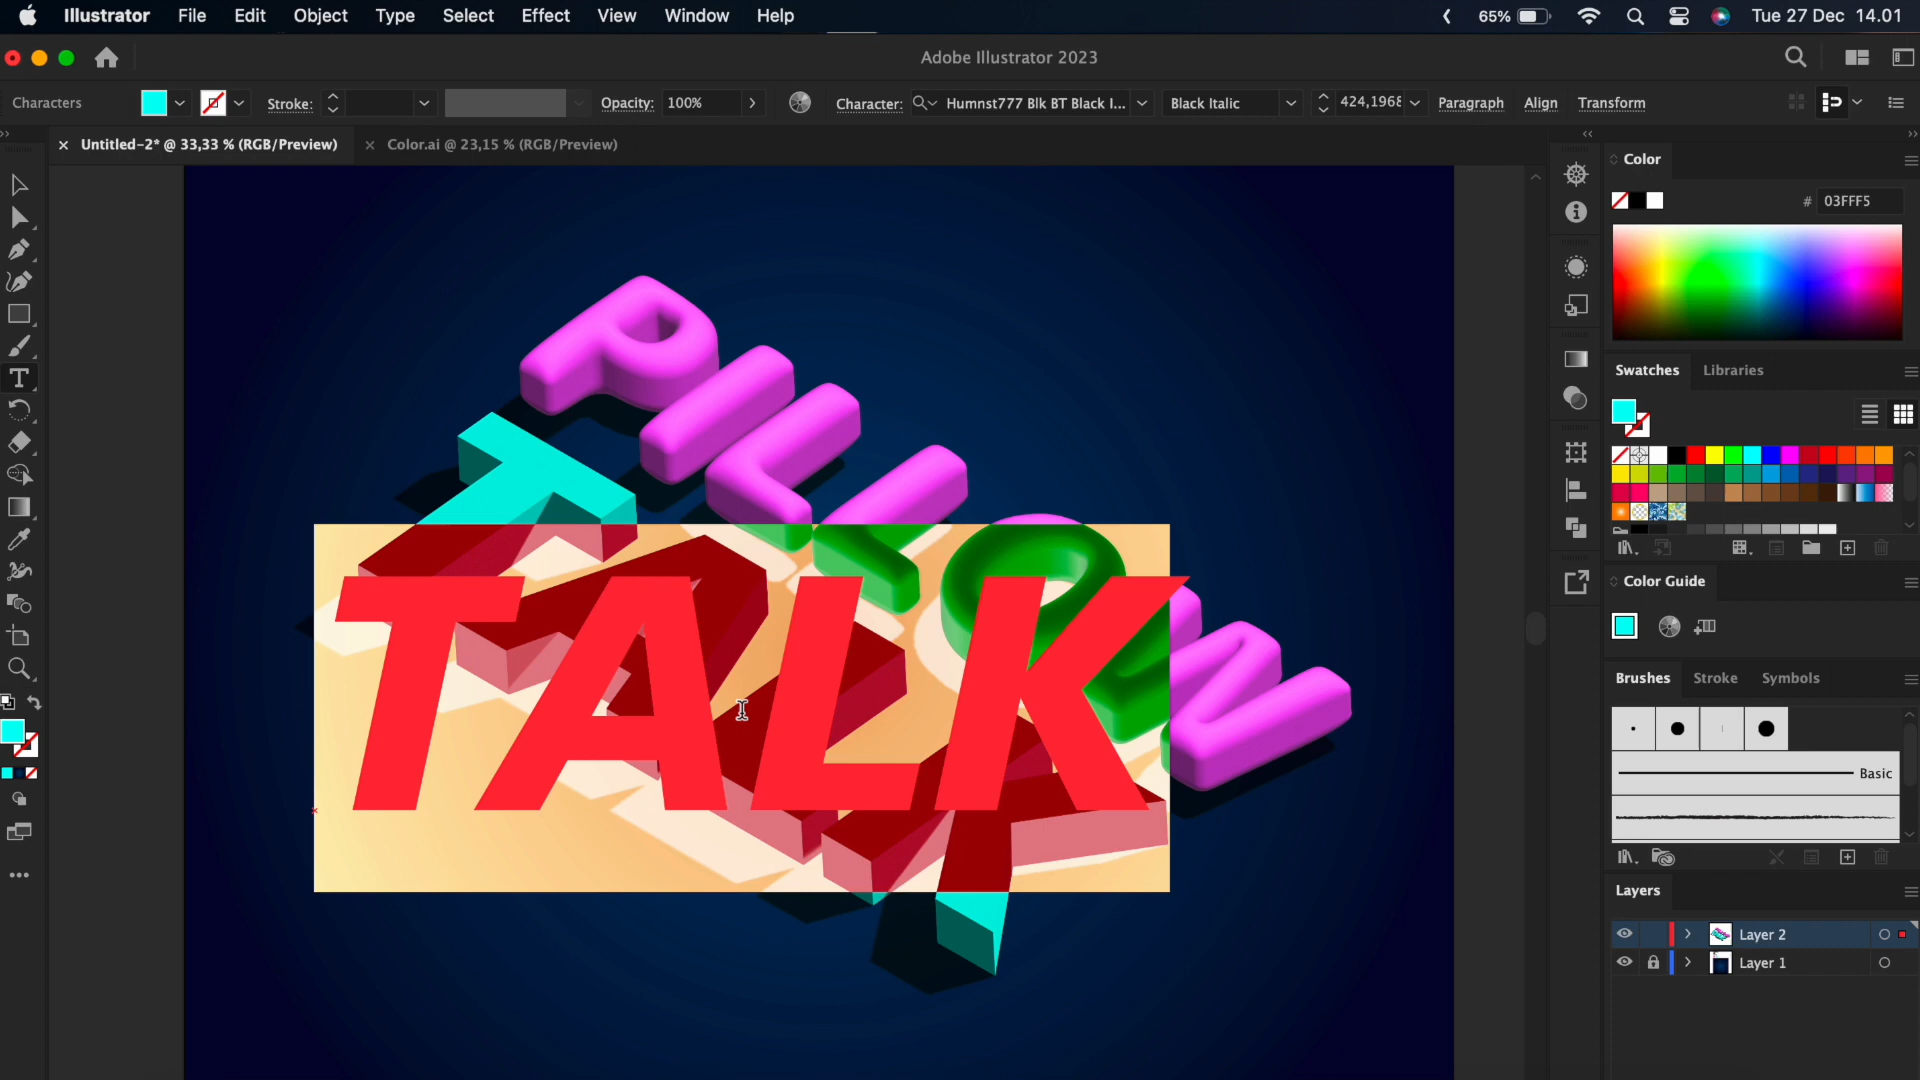 Illustrator File Edit Object Type Select Effect View Window Help 65% Tue 27 Dec 14.01
Adobe Illustrator 2023
Characters Stroke: Opacity: 100% Character: Humnst777 Blk BT Black I... Black Italic 424,1968 Paragraph Align Transform
Untitled-2* @ 33,33 % (RGB/Preview) Color.ai @ 23,15 % (RGB/Preview)
Color
# 03FFF5
PILLOW
TALK
TALK
Swatches Libraries
Color Guide
Brushes Stroke Symbols
Basic
Layers
Layer 2
Layer 1